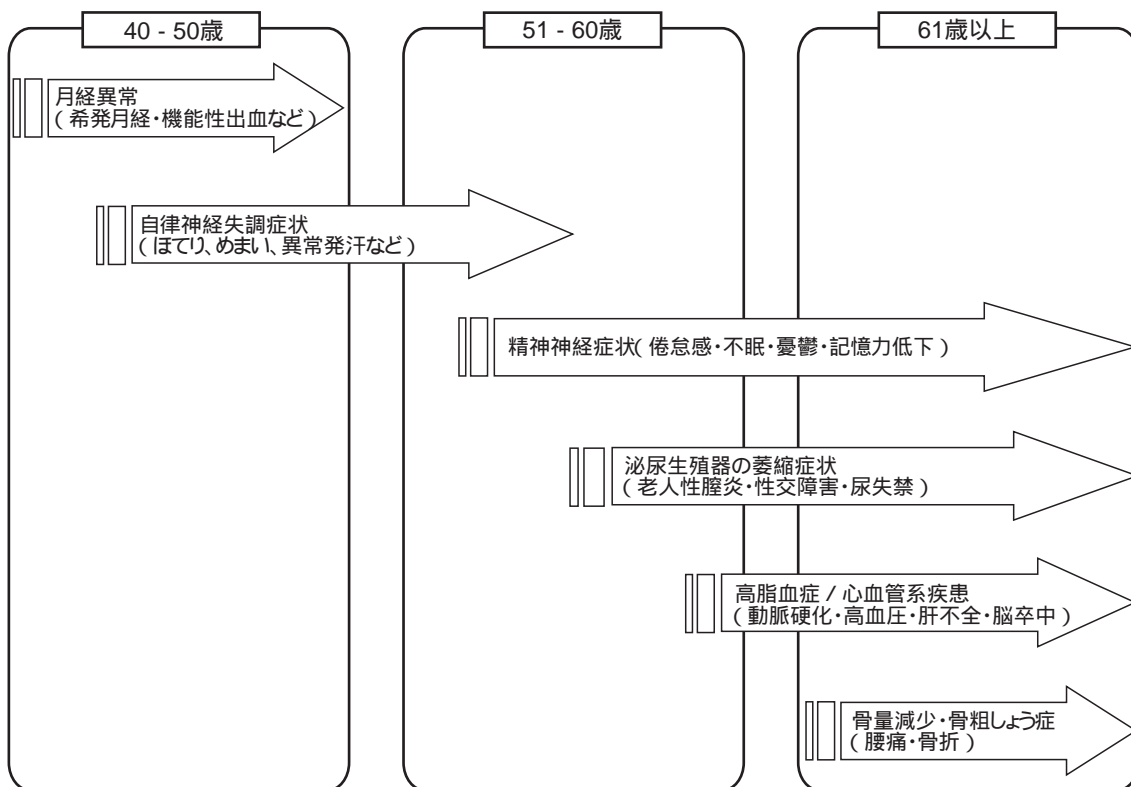 40 - 50歳
51 - 60歳
61歳以上
月経異常
(希発月経・機能性出血など)
自律神経失調症状
(ほてり、めまい、異常発汗など)
精神神経症状(倦怠感・不眠・憂鬱・記憶力低下)
泌尿生殖器の萎縮症状
(老人性膣炎・性交障害・尿失禁)
高脂血症 / 心血管系疾患
(動脈硬化・高血圧・肝不全・脳卒中)
骨量減少・骨粗しょう症
(腰痛・骨折)